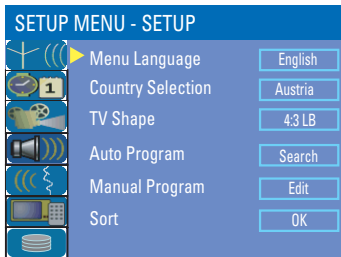 SETUP MENU - SETUP
Menu Language English
Country Selection Austria
TV Shape 4:3 LB
Auto Program Search
Manual Program Edit
Sort OK
1